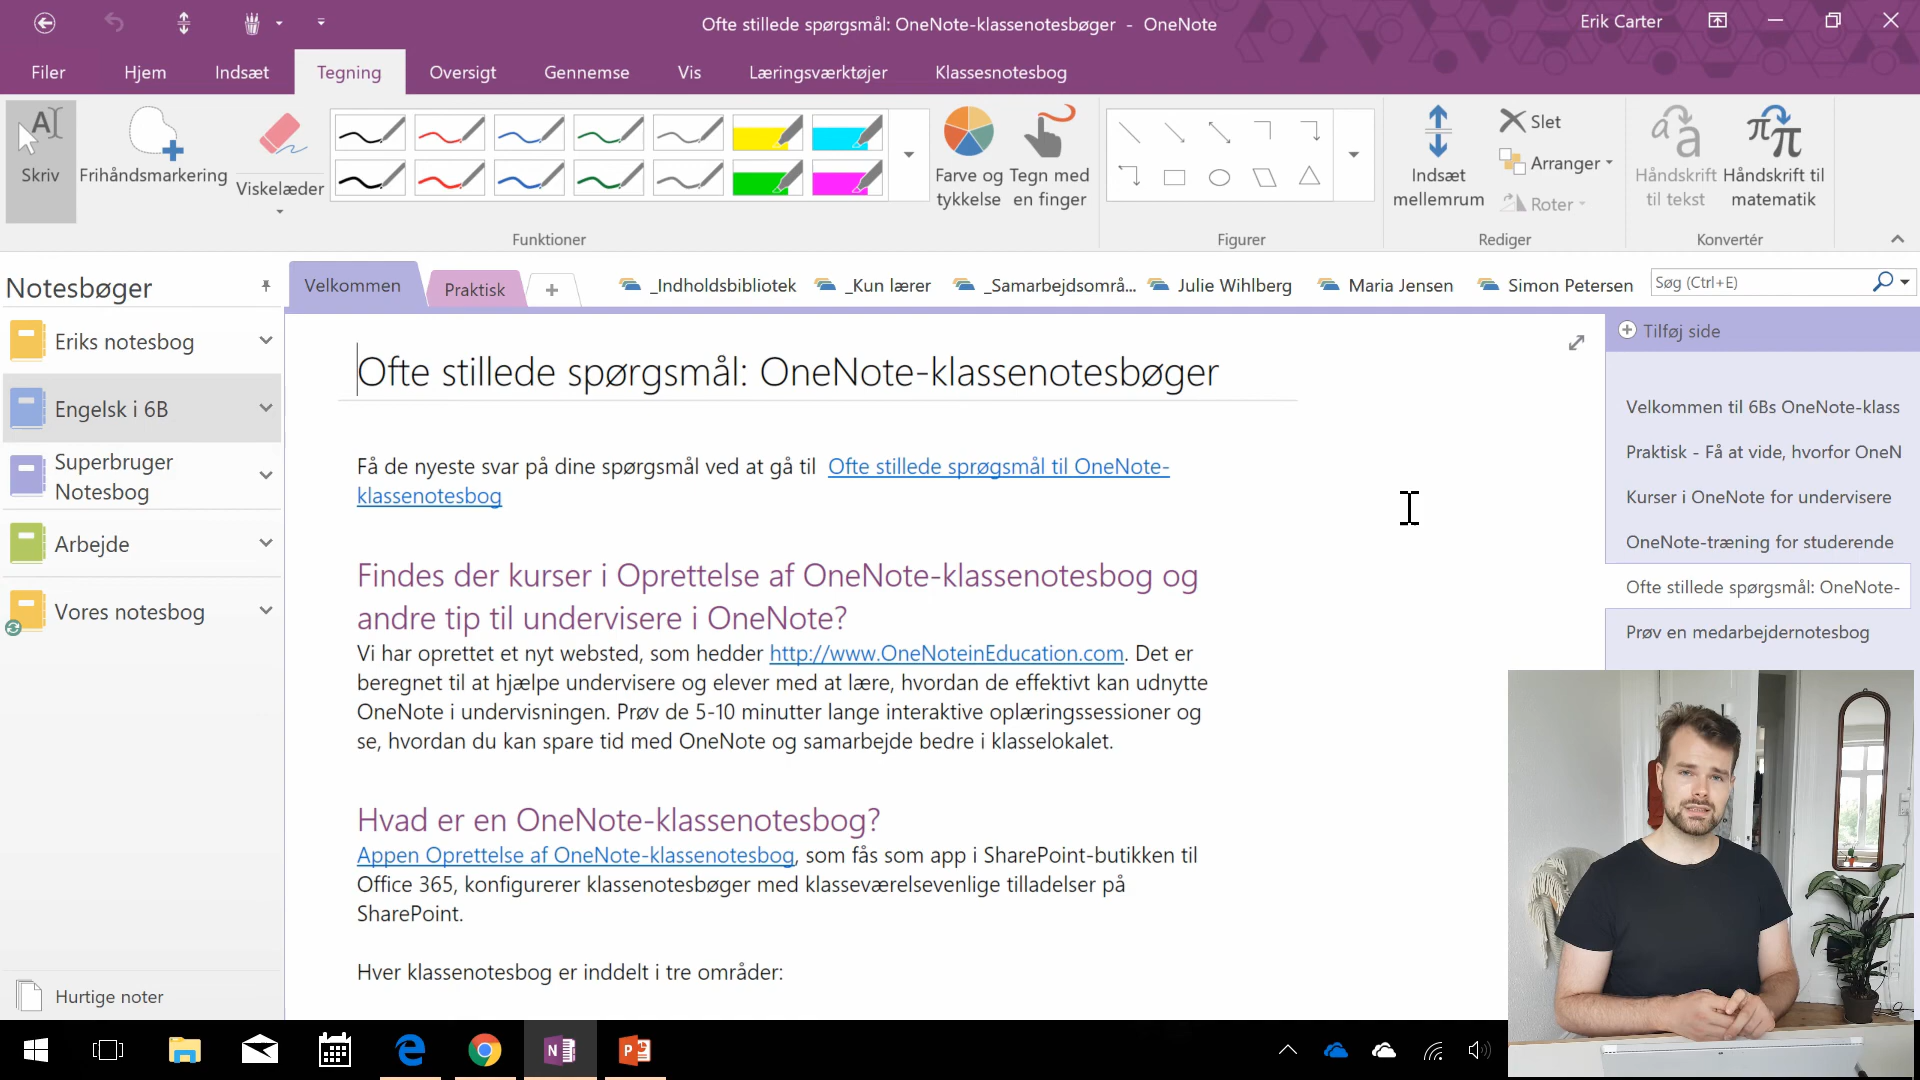 Ofte stillede spørgsmål: OneNote-klassenotesbøger - OneNote
Erik Carter
Filer
Hjem
Indsæt
Tegning
Oversigt
Gennemse
Vis
Læringsværktøjer
Klassesnotesbog
Skriv
Frihåndsmarkering
Viskelæder
Farve og
tykkelse
Tegn med
en finger
Funktioner
Figurer
Indsæt
mellemrum
Slet
Arranger
Roter
Rediger
Håndskrift
til tekst
Håndskrift til
matematik
Konvertér
Notesbøger
Velkommen
Praktisk
_Indholdsbibliotek
_Kun lærer
_Samarbejdsområ...
Julie Wihlberg
Maria Jensen
Simon Petersen
Søg (Ctrl+E)
Eriks notesbog
Engelsk i 6B
Superbruger
Notesbog
Arbejde
Vores notesbog
Hurtige noter
Ofte stillede spørgsmål: OneNote-klassenotesbøger
Få de nyeste svar på dine spørgsmål ved at gå til Ofte stillede sprøgsmål til OneNote-
klassenotesbog
Findes der kurser i Oprettelse af OneNote-klassenotesbog og
andre tip til undervisere i OneNote?
Vi har oprettet et nyt websted, som hedder http://www.OneNoteinEducation.com. Det er
beregnet til at hjælpe undervisere og elever med at lære, hvordan de effektivt kan udnytte
OneNote i undervisningen. Prøv de 5-10 minutter lange interaktive oplæringssessioner og
se, hvordan du kan spare tid med OneNote og samarbejde bedre i klasselokalet.
Hvad er en OneNote-klassenotesbog?
Appen Oprettelse af OneNote-klassenotesbog, som fås som app i SharePoint-butikken til
Office 365, konfigurerer klassenotesbøger med klasseværelsevenlige tilladelser på
SharePoint.
Hver klassenotesbog er inddelt i tre områder:
Tilføj side
Velkommen til 6Bs OneNote-klass
Praktisk - Få at vide, hvorfor OneN
Kurser i OneNote for undervisere
OneNote-træning for studerende
Ofte stillede spørgsmål: OneNote-
Prøv en medarbejdernotesbog